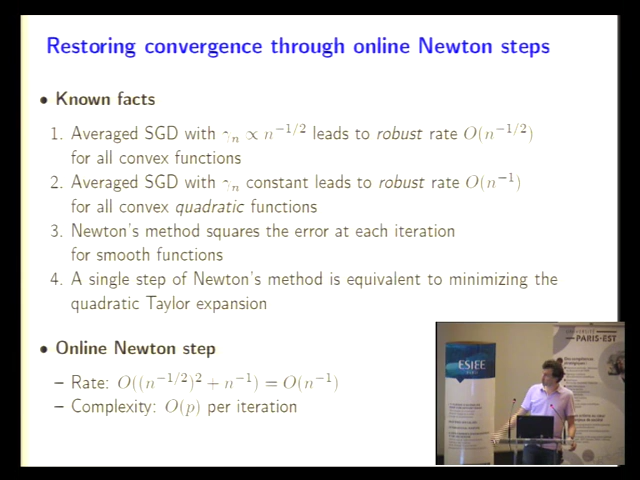 Restoring convergence through online Newton steps
• Known facts
1. Averaged SGD with γₙ ∝ n^{−1/2} leads to robust rate O(n^{−1/2})
for all convex functions
2. Averaged SGD with γₙ constant leads to robust rate O(n^{−1})
for all convex quadratic functions
3. Newton's method squares the error at each iteration
for smooth functions
4. A single step of Newton's method is equivalent to minimizing the
quadratic Taylor expansion
• Online Newton step
– Rate: O((n^{−1/2})² + n^{−1}) = O(n^{−1})
– Complexity: O(p) per iteration
ESIEE
PARIS-EST